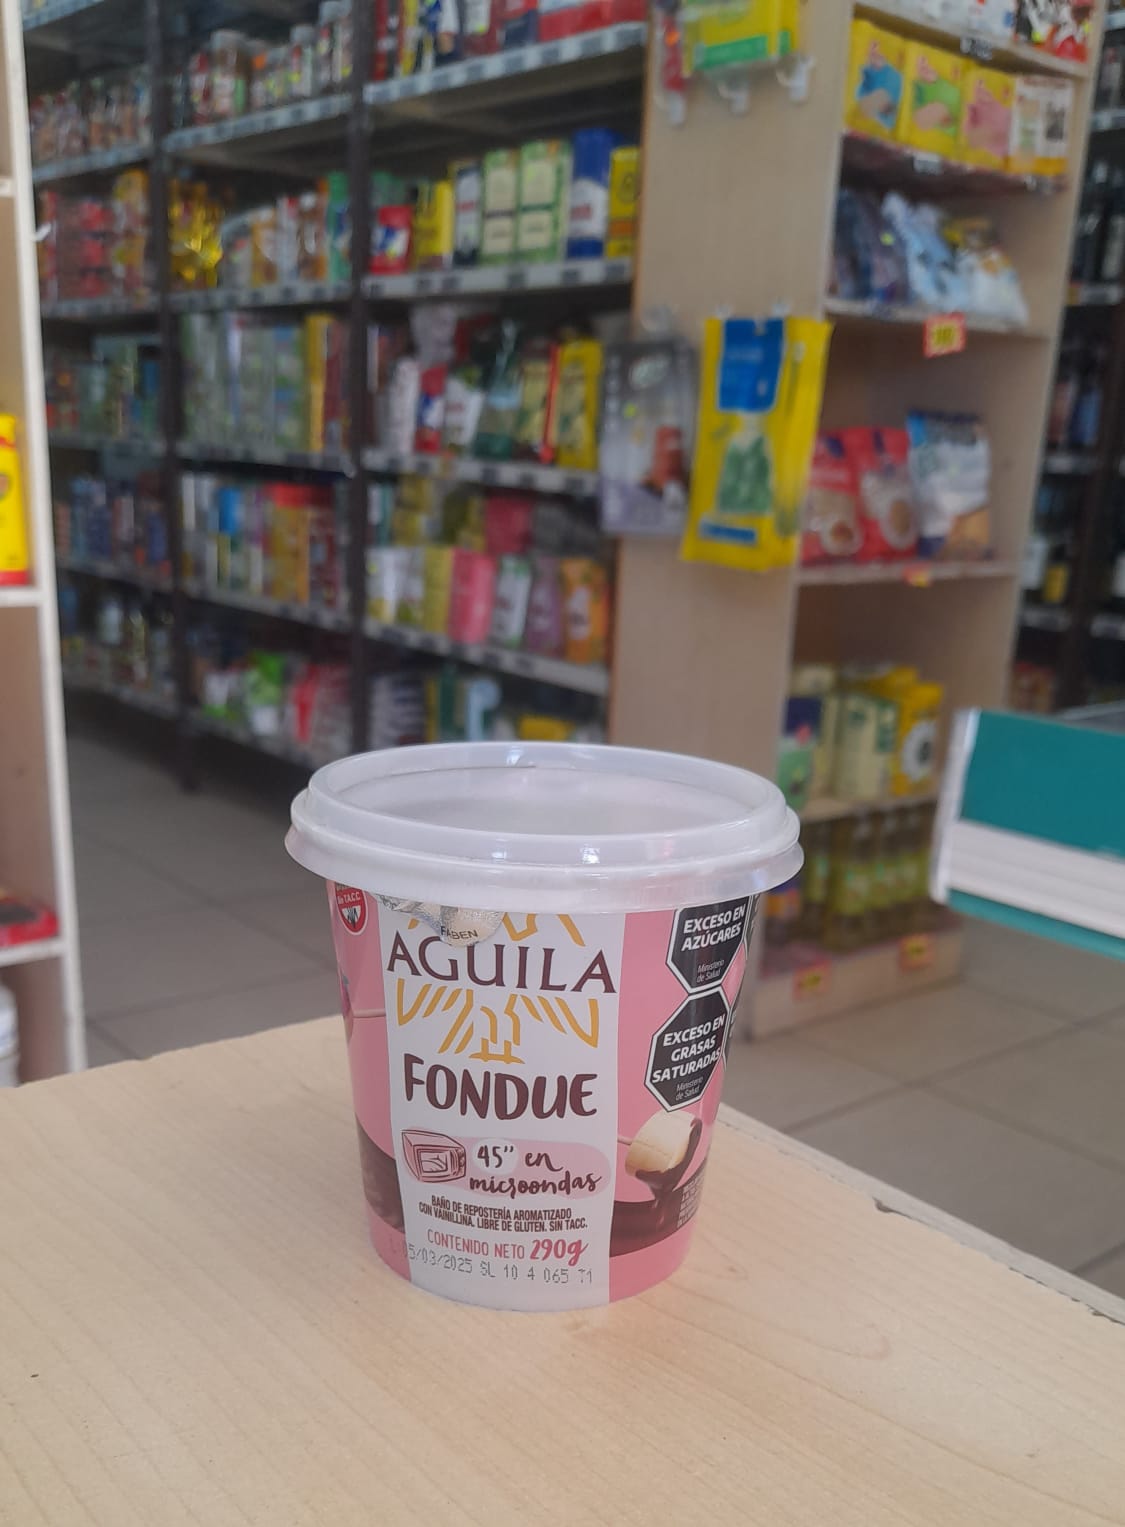 Sin T.A.C.C.
FABEN
AGUILA
FONDUE
45" en
microondas
BAÑO DE REPOSTERÍA AROMATIZADO
CON VAINILLINA. LIBRE DE GLUTEN. SIN TACC.
CONTENIDO NETO 290g
05/03/2025 SL 10 4 065 T1
EXCESO EN
AZÚCARES
Ministerio
de Salud
EXCESO EN
GRASAS
SATURADAS
Ministerio
de Salud